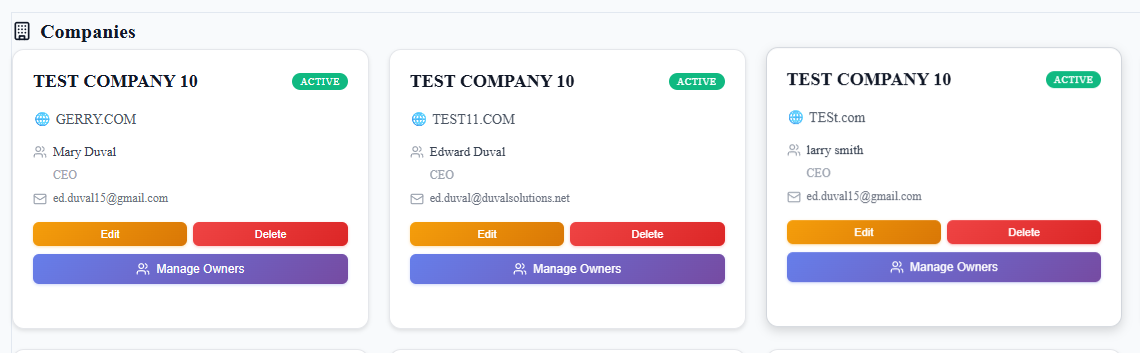 Companies
TEST COMPANY 10
ACTIVE
GERRY.COM
Mary Duval
CEO
ed.duval15@gmail.com
Edit
Delete
Manage Owners
TEST COMPANY 10
ACTIVE
TEST11.COM
Edward Duval
CEO
ed.duval@duvalsolutions.net
Edit
Delete
Manage Owners
TEST COMPANY 10
ACTIVE
TESt.com
larry smith
CEO
ed.duval15@gmail.com
Edit
Delete
Manage Owners